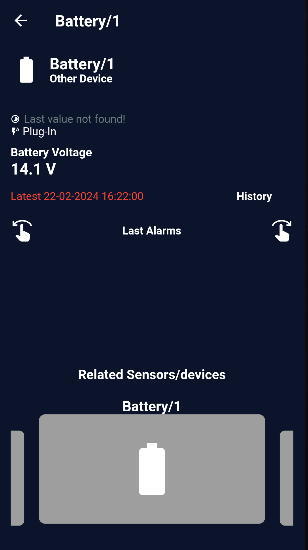 Battery/1
Battery/1
Other Device
Last value not found!
Plug-In
Battery Voltage
14.1 V
Latest 22-02-2024 16:22:00 History
Last Alarms
Related Sensors/devices
Battery/1